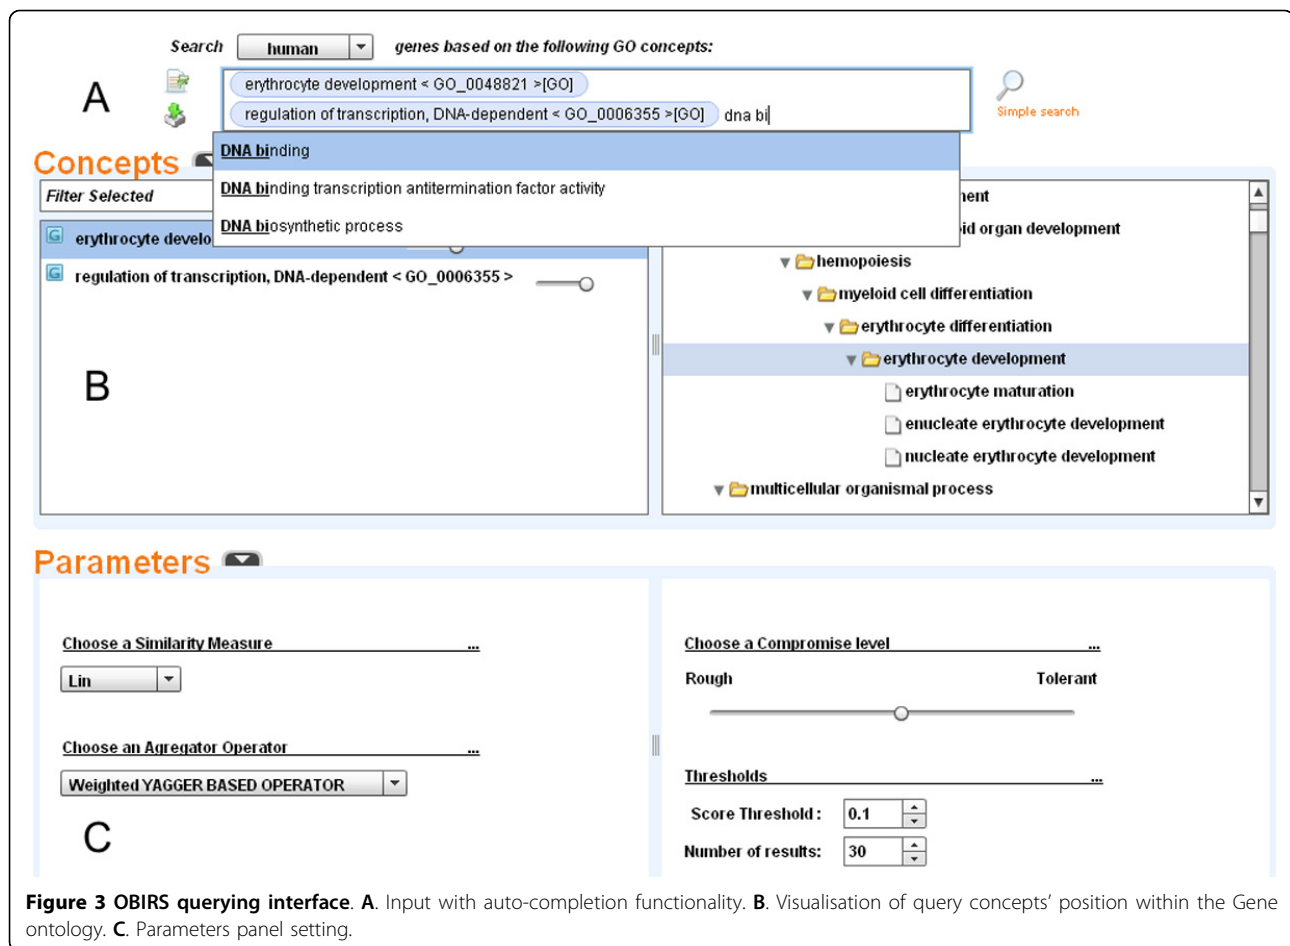 Search human genes based on the following GO concepts:
A
erythrocyte development < GO_0048821 >[GO]
regulation of transcription, DNA-dependent < GO_0006355 >[GO] dna bi
Simple search
DNA binding
DNA binding transcription antitermination factor activity
DNA biosynthetic process
Concepts
Filter Selected
erythrocyte develo
regulation of transcription, DNA-dependent < GO_0006355 >
B
ment
id organ development
hemopoiesis
myeloid cell differentiation
erythrocyte differentiation
erythrocyte development
erythrocyte maturation
enucleate erythrocyte development
nucleate erythrocyte development
multicellular organismal process
Parameters
Choose a Similarity Measure ...
Lin
Choose an Agregator Operator ...
Weighted YAGGER BASED OPERATOR
C
Choose a Compromise level ...
Rough Tolerant
Thresholds ...
Score Threshold : 0.1
Number of results: 30
Figure 3 OBIRS querying interface. A. Input with auto-completion functionality. B. Visualisation of query concepts' position within the Gene
ontology. C. Parameters panel setting.